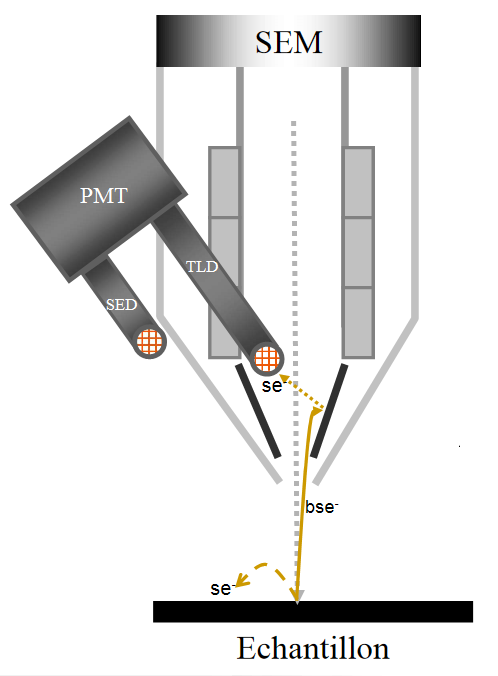 SEM
PMT
TLD
SED
se-
bse-
se-
Echantillon